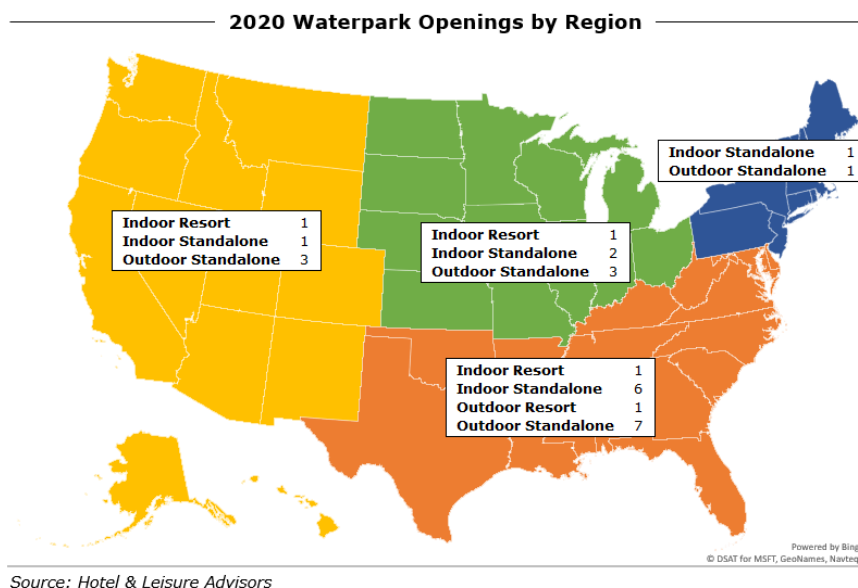 2020 Waterpark Openings by Region
Indoor Standalone 1
Outdoor Standalone 1
Indoor Resort 1
Indoor Standalone 1
Outdoor Standalone 3
Indoor Resort 1
Indoor Standalone 2
Outdoor Standalone 3
Indoor Resort 1
Indoor Standalone 6
Outdoor Resort 1
Outdoor Standalone 7
Powered by Bing
© DSAT for MSFT, GeoNames, Navteq
Source: Hotel & Leisure Advisors